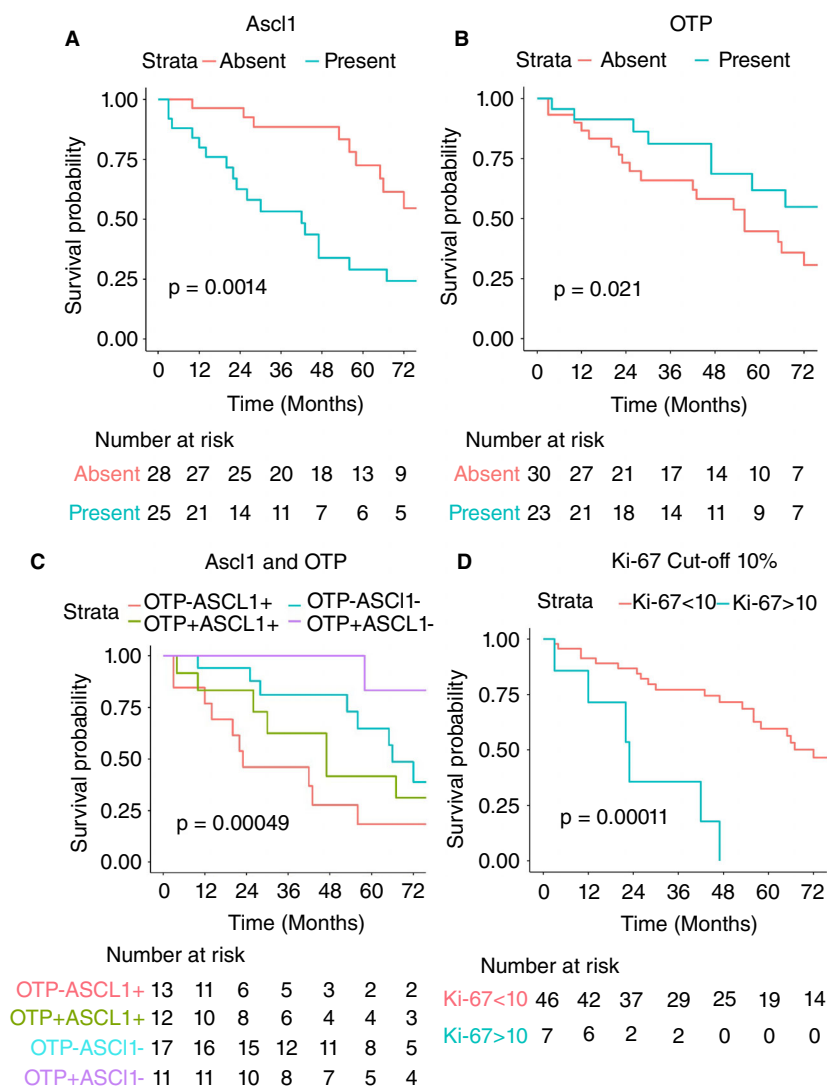 A
Ascl1
Strata Absent Present
1.00
0.75
0.50
0.25
0.00
Survival probability
p = 0.0014
0 12 24 36 48 60 72
Time (Months)
Number at risk
Absent 28 27 25 20 18 13 9
Present 25 21 14 11 7 6 5
B
OTP
Strata Absent Present
1.00
0.75
0.50
0.25
0.00
Survival probability
p = 0.021
0 12 24 36 48 60 72
Time (Months)
Number at risk
Absent 30 27 21 17 14 10 7
Present 23 21 18 14 11 9 7
C
Ascl1 and OTP
Strata OTP-ASCL1+ OTP-ASCl1-
OTP+ASCL1+ OTP+ASCL1-
1.00
0.75
0.50
0.25
0.00
Survival probability
p = 0.00049
0 12 24 36 48 60 72
Time (Months)
Number at risk
OTP-ASCL1+ 13 11 6 5 3 2 2
OTP+ASCL1+ 12 10 8 6 4 4 3
OTP-ASCl1- 17 16 15 12 11 8 5
OTP+ASCl1- 11 11 10 8 7 5 4
D
Ki-67 Cut-off 10%
Strata Ki-67<10 Ki-67>10
1.00
0.75
0.50
0.25
0.00
Survival probability
p = 0.00011
0 12 24 36 48 60 72
Time (Months)
Number at risk
Ki-67<10 46 42 37 29 25 19 14
Ki-67>10 7 6 2 2 0 0 0